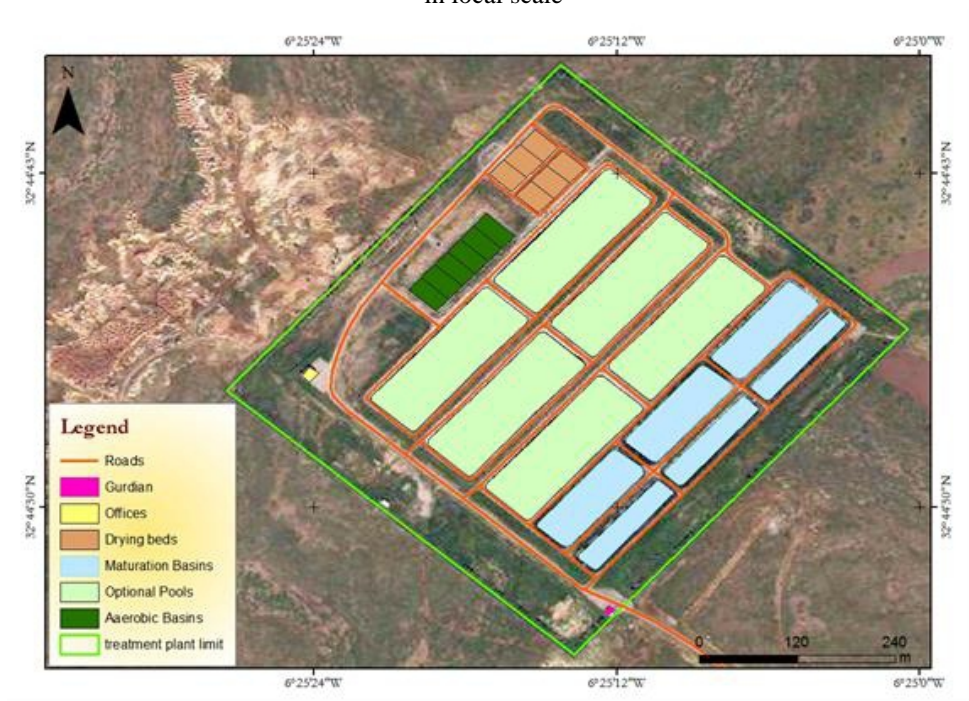 in local scale
6°25'24"W 6°25'12"W 6°25'0"W
N
32°44'43"N 32°44'43"N
Legend
Roads
Gurdian
Offices
Drying beds
Maturation Basins
Optional Pools
Aaerobic Basins
treatment plant limit
32°44'30"N 32°44'30"N
0 120 240
m
6°25'24"W 6°25'12"W 6°25'0"W